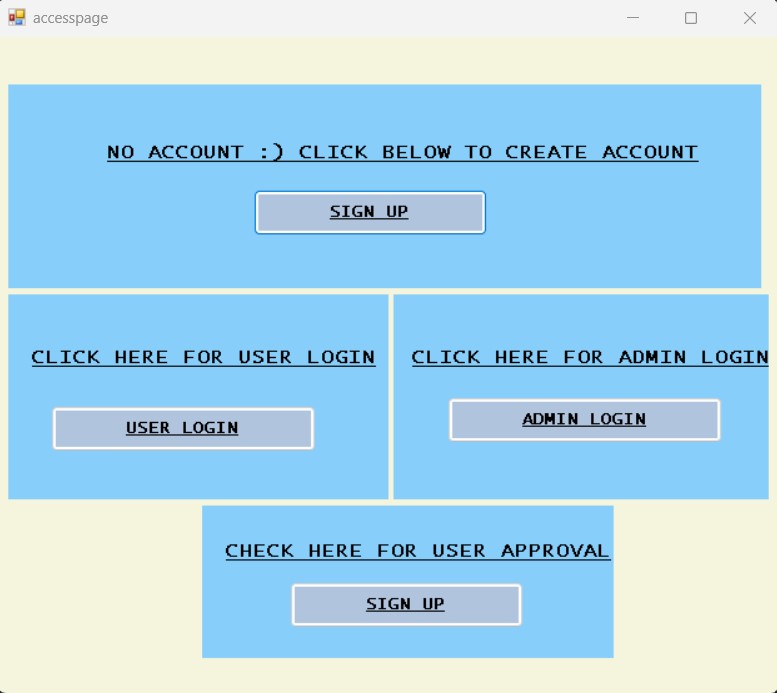 accesspage
NO ACCOUNT :) CLICK BELOW TO CREATE ACCOUNT
SIGN UP
CLICK HERE FOR USER LOGIN
USER LOGIN
CLICK HERE FOR ADMIN LOGIN
ADMIN LOGIN
CHECK HERE FOR USER APPROVAL
SIGN UP